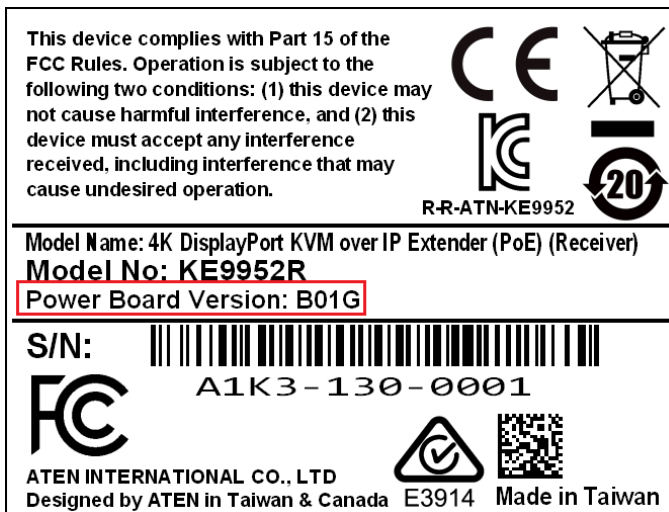 This device complies with Part 15 of the
FCC Rules. Operation is subject to the
following two conditions: (1) this device may
not cause harmful interference, and (2) this
device must accept any interference
received, including interference that may
cause undesired operation.
CE
KC
R-R-ATN-KE9952
20
Model Name: 4K DisplayPort KVM over IP Extender (PoE) (Receiver)
Model No: KE9952R
Power Board Version: B01G
S/N:
A1K3-130-0001
FC
ATEN INTERNATIONAL CO., LTD
Designed by ATEN in Taiwan & Canada
E3914
Made in Taiwan